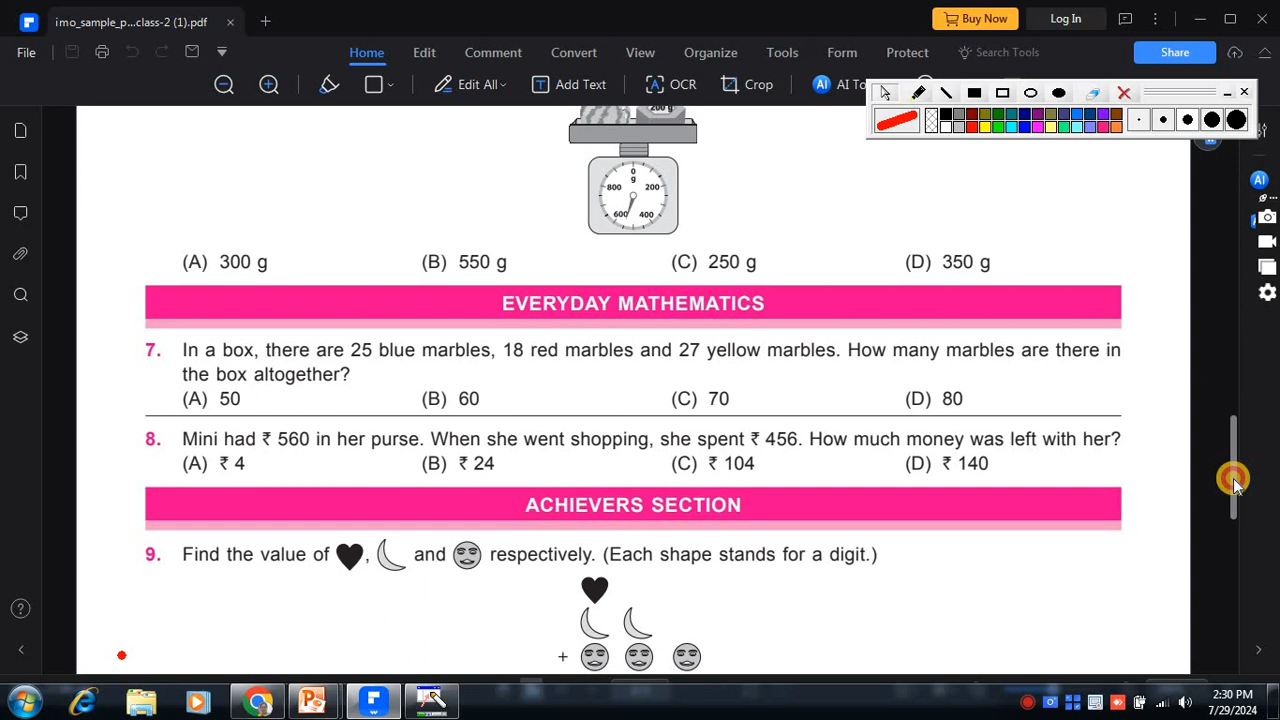 imo_sample_p...class-2 (1).pdf
Buy Now
Log In
File
Home
Edit
Comment
Convert
View
Organize
Tools
Form
Protect
Search Tools
Share
Edit All
Add Text
OCR
Crop
AI To
200 g
0
g
800
200
600
400
(A) 300 g
(B) 550 g
(C) 250 g
(D) 350 g
EVERYDAY MATHEMATICS
7. In a box, there are 25 blue marbles, 18 red marbles and 27 yellow marbles. How many marbles are there in
the box altogether?
(A) 50
(B) 60
(C) 70
(D) 80
8. Mini had ₹ 560 in her purse. When she went shopping, she spent ₹ 456. How much money was left with her?
(A) ₹ 4
(B) ₹ 24
(C) ₹ 104
(D) ₹ 140
ACHIEVERS SECTION
9. Find the value of , and respectively. (Each shape stands for a digit.)
+
2:30 PM
7/29/2024